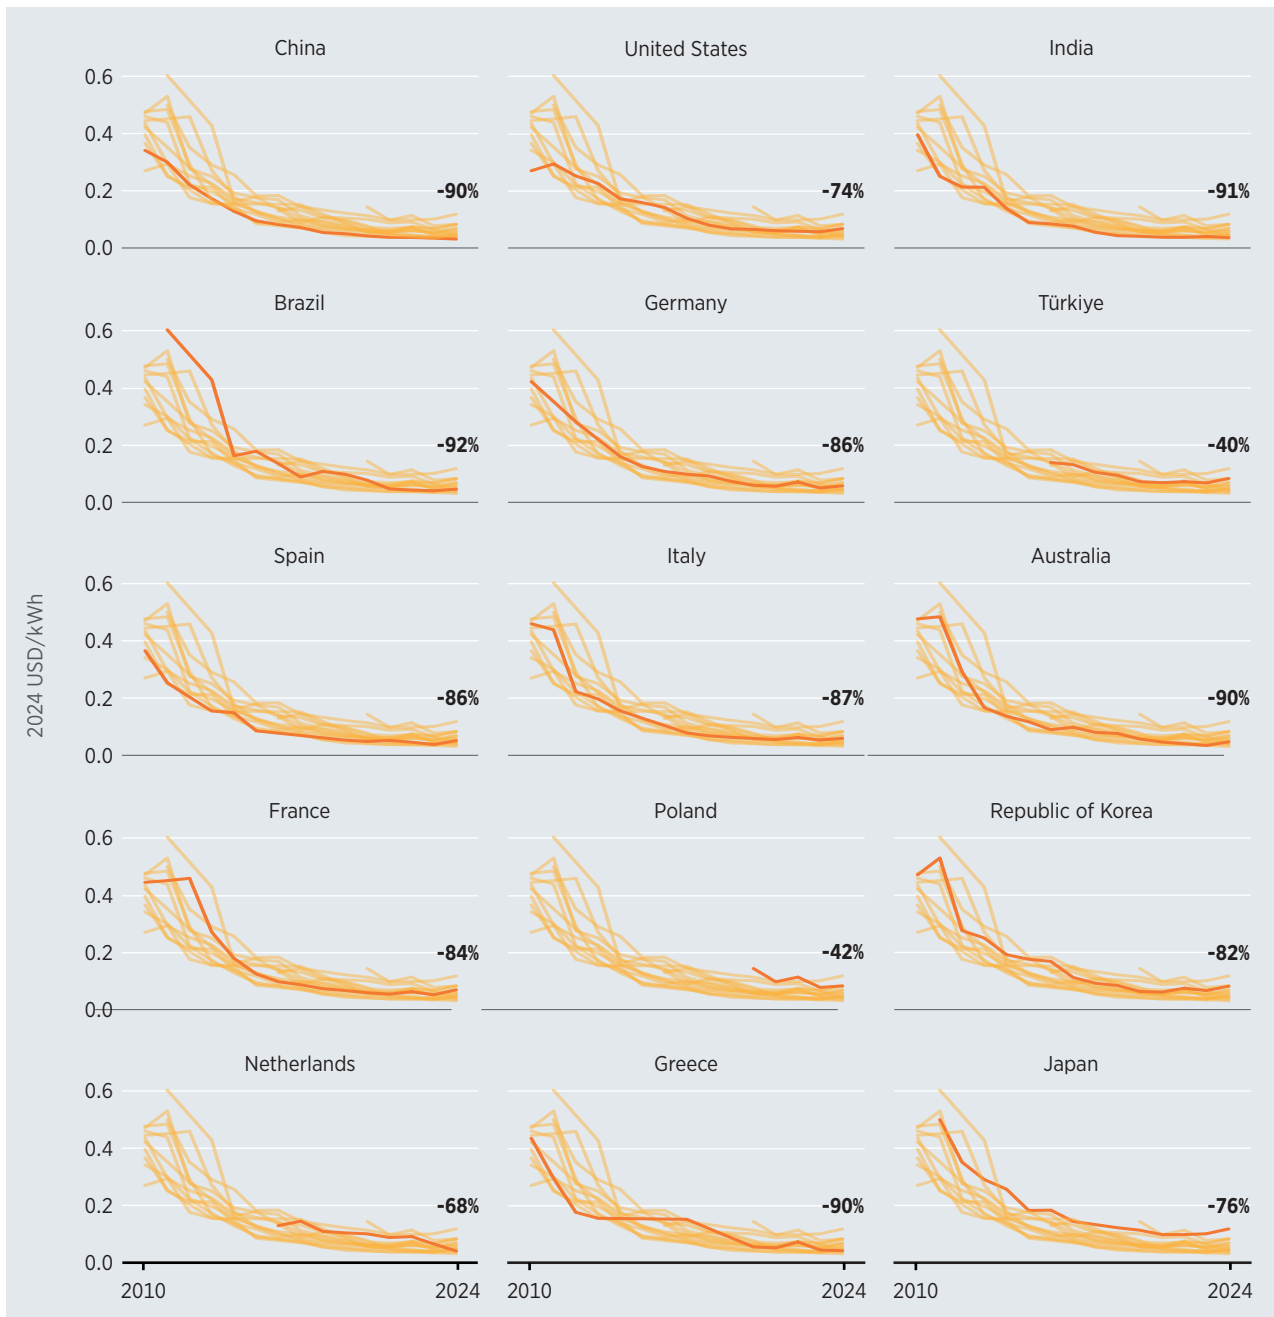 China
United States
India
0.6
0.4
0.2
0.0
-90%
-74%
-91%
Brazil
Germany
Türkiye
0.6
0.4
0.2
0.0
-92%
-86%
-40%
Spain
Italy
Australia
0.6
0.4
0.2
0.0
-86%
-87%
-90%
2024 USD/kWh
France
Poland
Republic of Korea
0.6
0.4
0.2
0.0
-84%
-42%
-82%
Netherlands
Greece
Japan
0.6
0.4
0.2
0.0
-68%
-90%
-76%
2010
2024
2010
2024
2010
2024